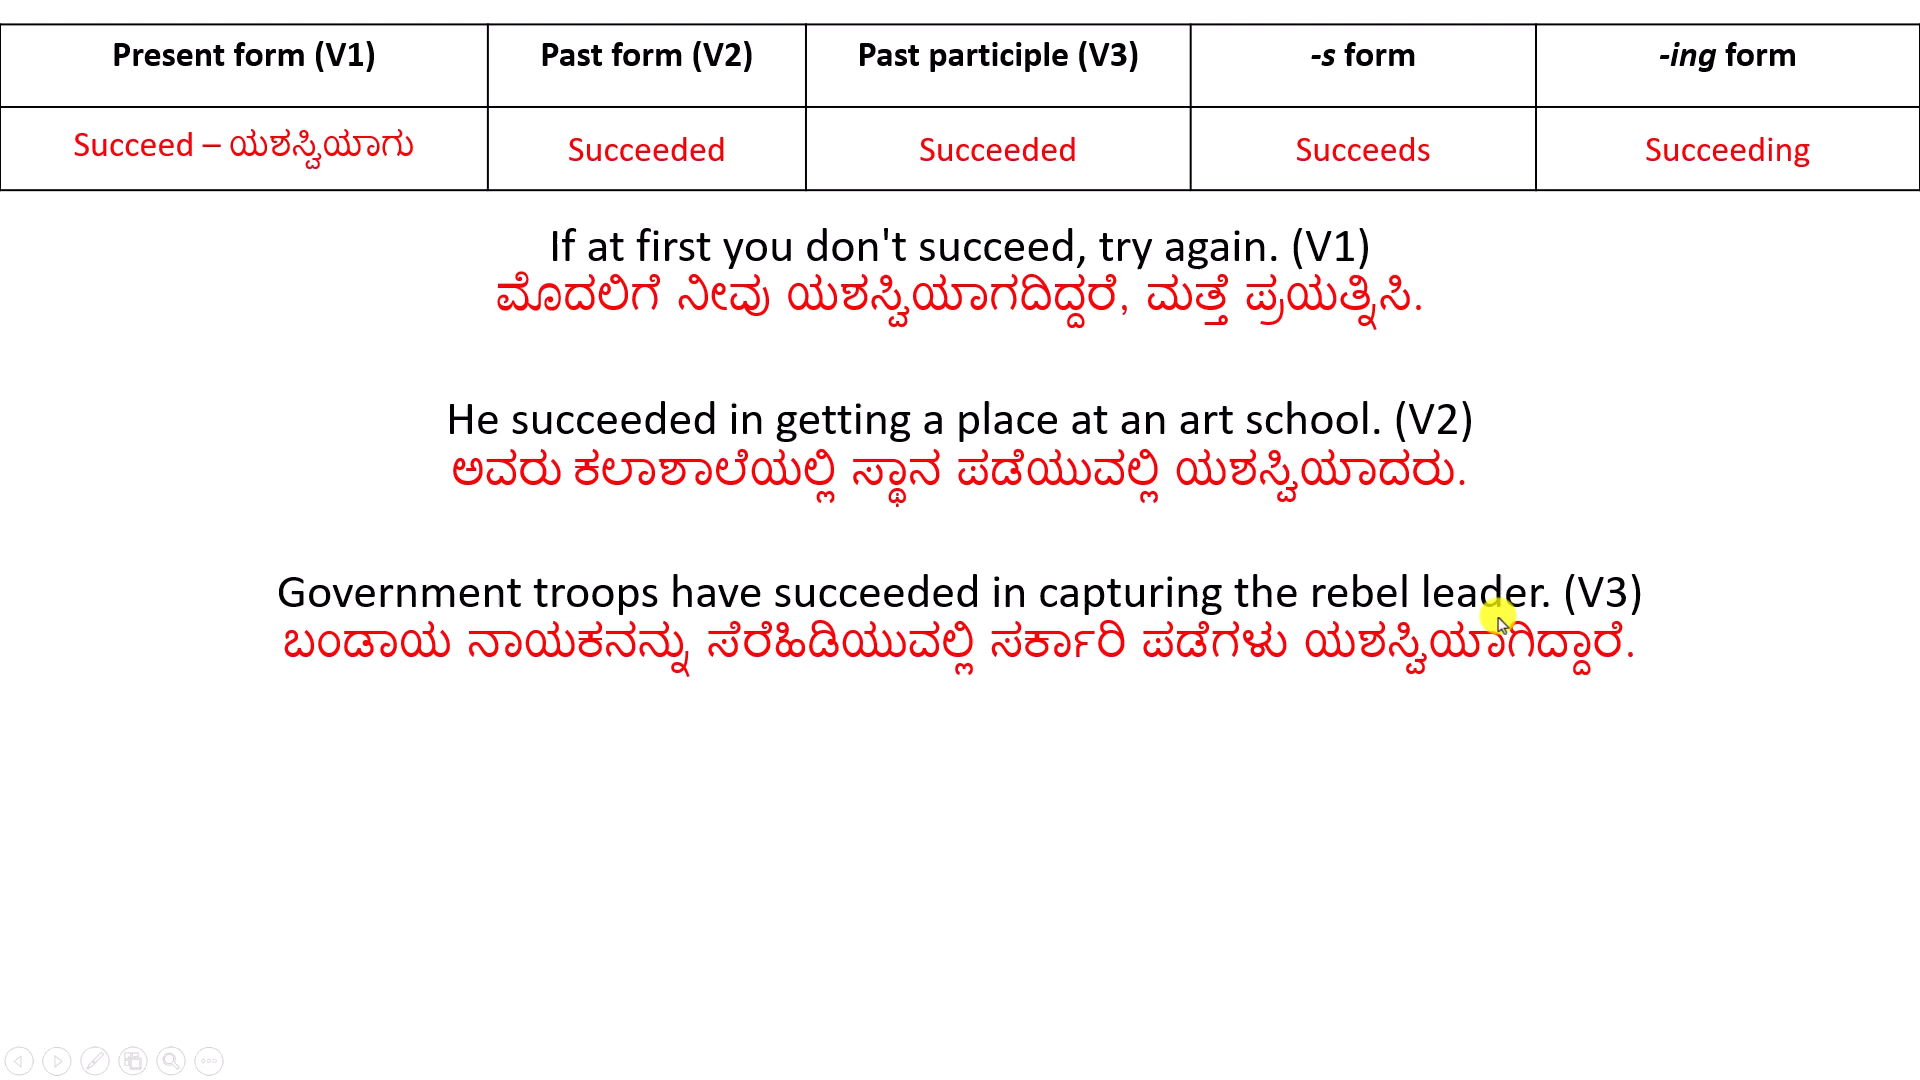 Present form (V1) Past form (V2) Past participle (V3) -s form -ing form
Succeed – ಯಶಸ್ವಿಯಾಗು Succeeded Succeeded Succeeds Succeeding
If at first you don't succeed, try again. (V1)
ಮೊದಲಿಗೆ ನೀವು ಯಶಸ್ವಿಯಾಗದಿದ್ದರೆ, ಮತ್ತೆ ಪ್ರಯತ್ನಿಸಿ.
He succeeded in getting a place at an art school. (V2)
ಅವರು ಕಲಾಶಾಲೆಯಲ್ಲಿ ಸ್ಥಾನ ಪಡೆಯುವಲ್ಲಿ ಯಶಸ್ವಿಯಾದರು.
Government troops have succeeded in capturing the rebel leader. (V3)
ಬಂಡಾಯ ನಾಯಕನನ್ನು ಸೆರೆಹಿಡಿಯುವಲ್ಲಿ ಸರ್ಕಾರಿ ಪಡೆಗಳು ಯಶಸ್ವಿಯಾಗಿದ್ದಾರೆ.